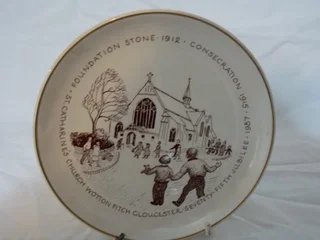 FOUNDATION STONE · 1912 · CONSECRATION 1915
· ST. CATHARINE'S CHURCH WOTTON PITCH GLOUCESTER · SEVENTY-FIFTH JUBILEE · 1987 ·